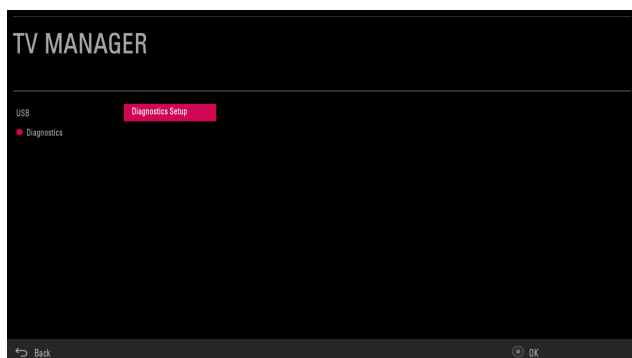 TV MANAGER
USB
Diagnostics Setup
Diagnostics
Back
OK